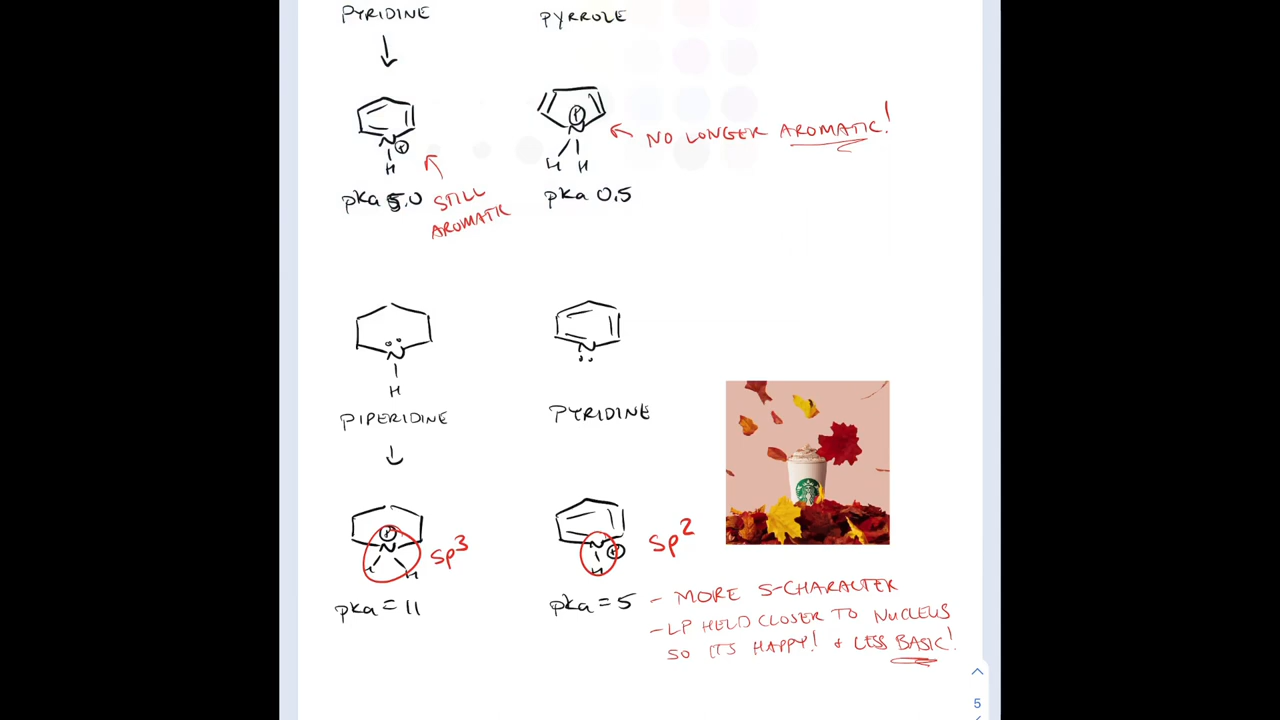 PYRIDINE
PYRROLE
N
⊕
H
⊕
N
H H
NO LONGER AROMATIC!
pka 5.0
STILL
AROMATIC
pka 0.5
N
H
N
PIPERIDINE
PYRIDINE
⊕
N
H H
sp³
N
⊕
H
sp²
pka = 11
pka = 5
- MORE S-CHARACTER
- LP HELD CLOSER TO NUCLEUS
SO ITS HAPPY! + LESS BASIC!
5